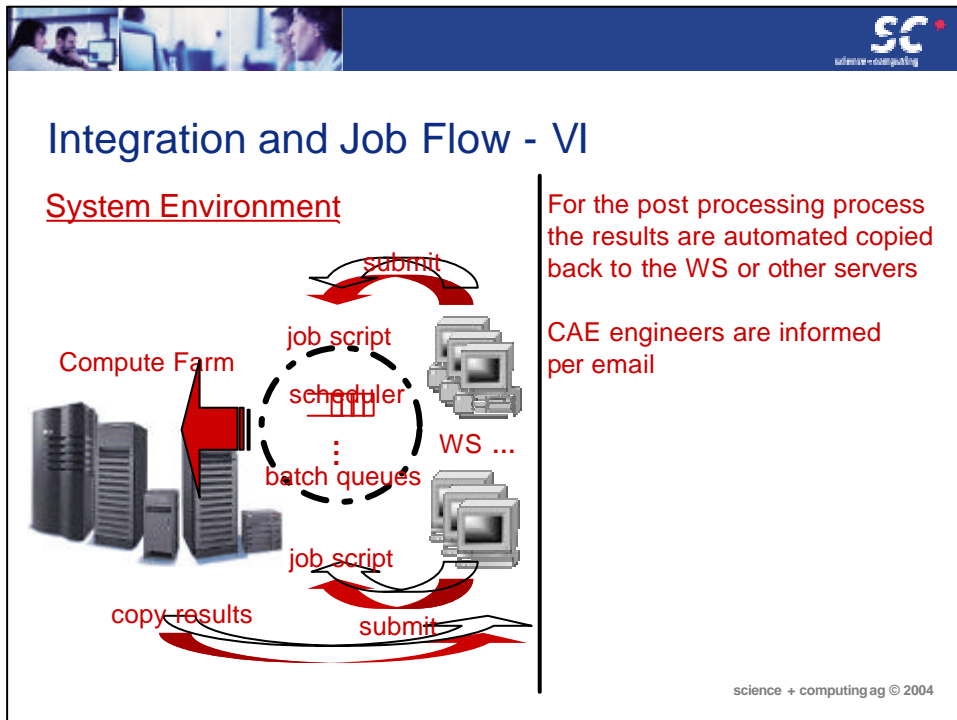 SC
science + computing
Integration and Job Flow - VI
System Environment
submit
job script
Compute Farm
scheduler
WS ...
batch queues
job script
copy results
submit
For the post processing process
the results are automated copied
back to the WS or other servers
CAE engineers are informed
per email
science + computing ag © 2004